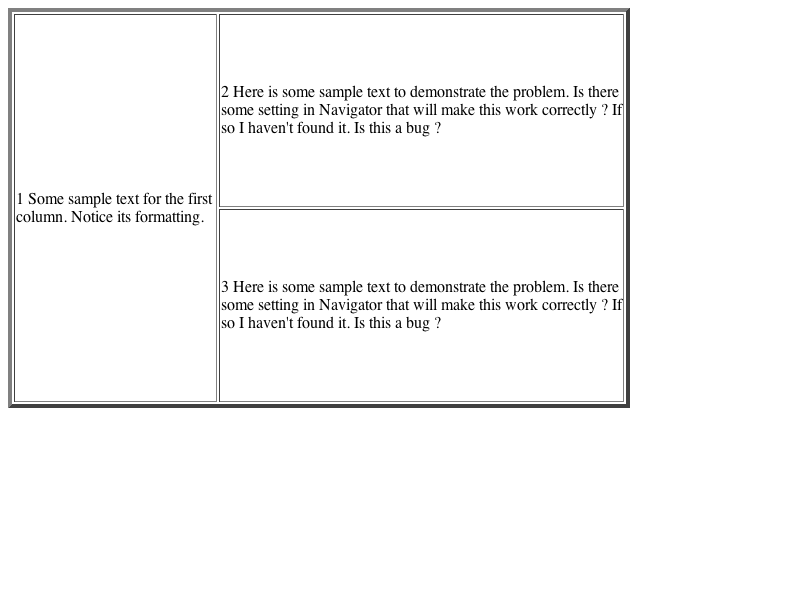 1 Some sample text for the first
column. Notice its formatting.
2 Here is some sample text to demonstrate the problem. Is there
some setting in Navigator that will make this work correctly ? If
so I haven't found it. Is this a bug ?
3 Here is some sample text to demonstrate the problem. Is there
some setting in Navigator that will make this work correctly ? If
so I haven't found it. Is this a bug ?